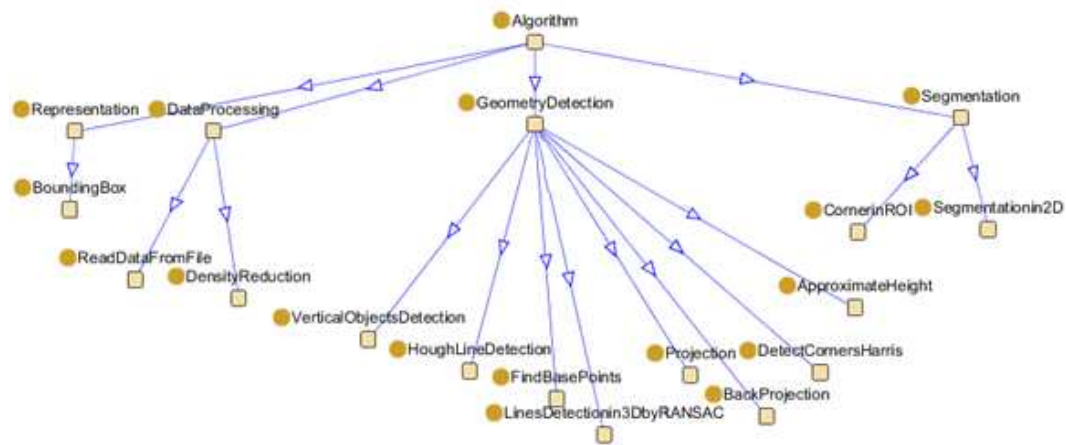 Algorithm
Representation
DataProcessing
GeometryDetection
Segmentation
BoundingBox
CornerinROI
Segmentationin2D
ReadDataFromFile
DensityReduction
ApproximateHeight
VerticalObjectsDetection
HoughLineDetection
Projection
DetectCornersHarris
FindBasePoints
BackProjection
LinesDetectionin3DbyRANSAC